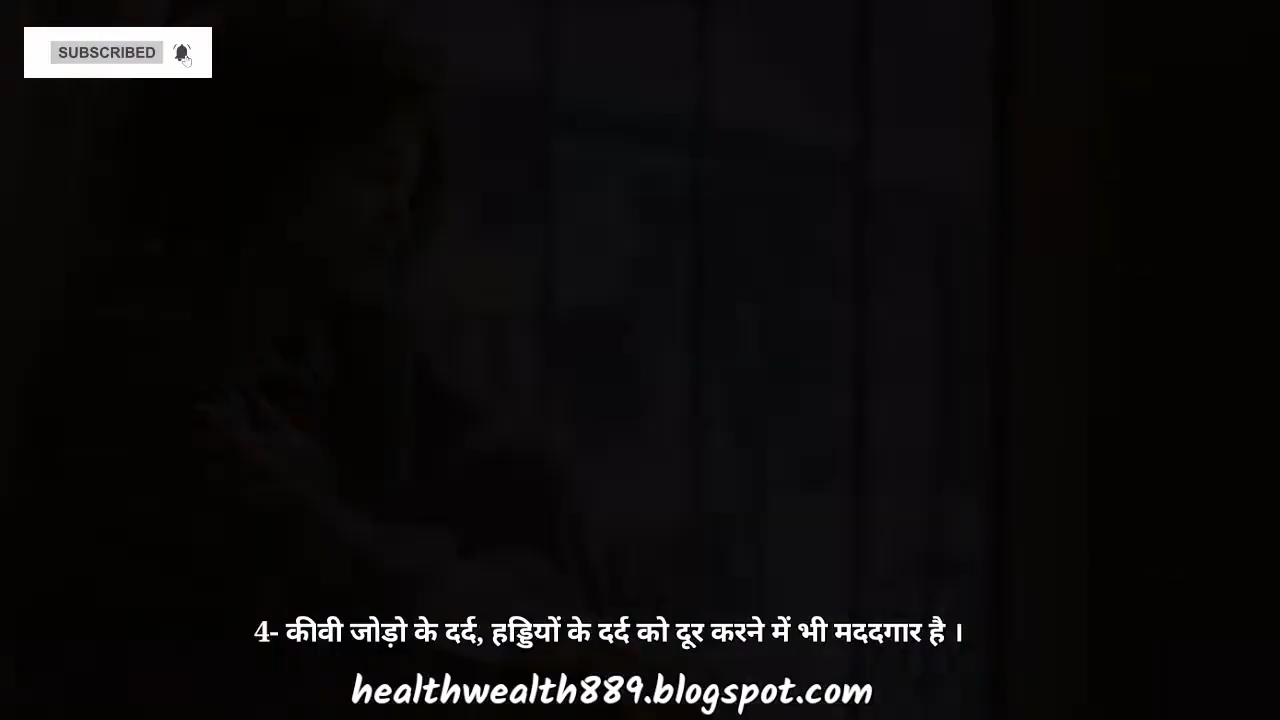 SUBSCRIBED
4- कीवी जोड़ो के दर्द, हड्डियों के दर्द को दूर करने में भी मददगार है ।
healthwealth889.blogspot.com